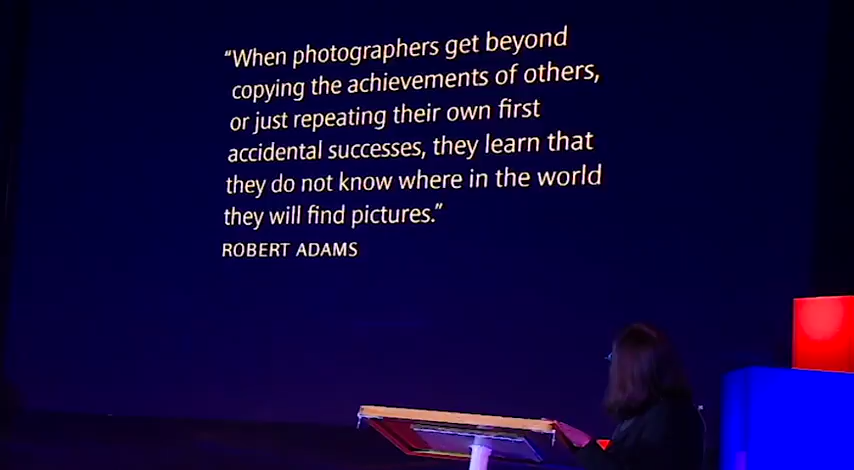 “When photographers get beyond
copying the achievements of others,
or just repeating their own first
accidental successes, they learn that
they do not know where in the world
they will find pictures.”
ROBERT ADAMS